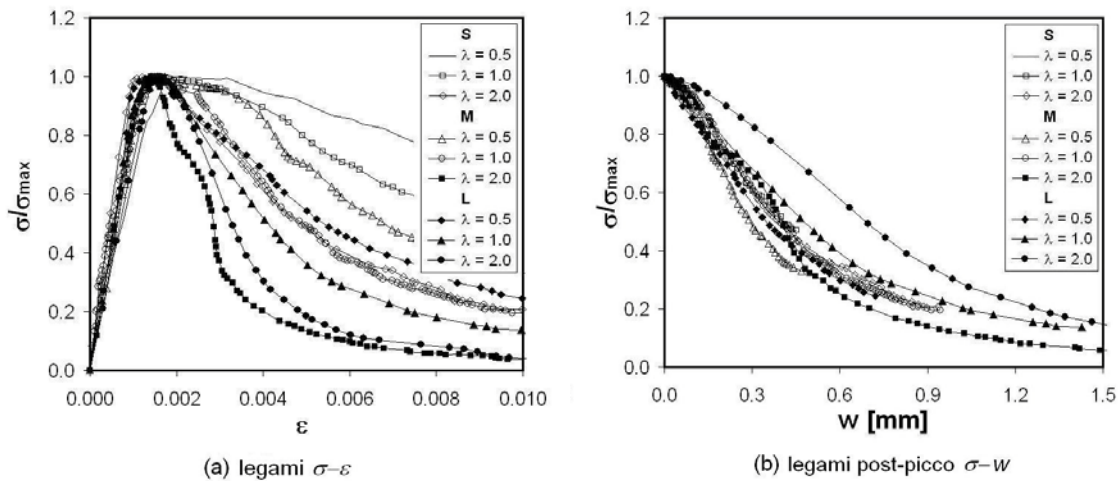 1.2
1.0
0.8
0.6
0.4
0.2
0.0
σ/σmax
0.000
0.002
0.004
0.006
0.008
0.010
ε
S
λ = 0.5
λ = 1.0
λ = 2.0
M
λ = 0.5
λ = 1.0
λ = 2.0
L
λ = 0.5
λ = 1.0
λ = 2.0
(a) legami σ–ε
1.2
1.0
0.8
0.6
0.4
0.2
0.0
σ/σmax
0.0
0.3
0.6
0.9
1.2
1.5
w [mm]
S
λ = 0.5
λ = 1.0
λ = 2.0
M
λ = 0.5
λ = 1.0
λ = 2.0
L
λ = 0.5
λ = 1.0
λ = 2.0
(b) legami post-picco σ–w